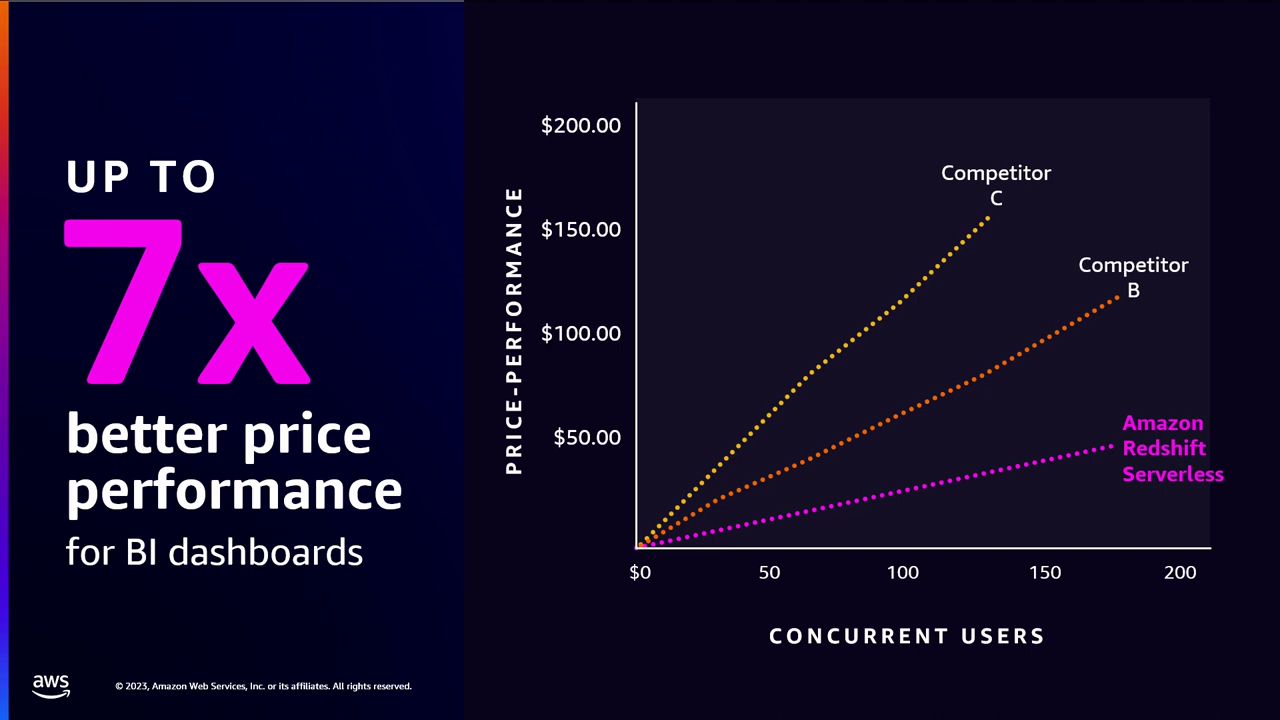 UP TO
7x
better price
performance
for BI dashboards
aws
© 2023, Amazon Web Services, Inc. or its affiliates. All rights reserved.
PRICE-PERFORMANCE
$200.00
$150.00
$100.00
$50.00
Competitor
C
Competitor
B
Amazon
Redshift
Serverless
$0
50
100
150
200
CONCURRENT USERS